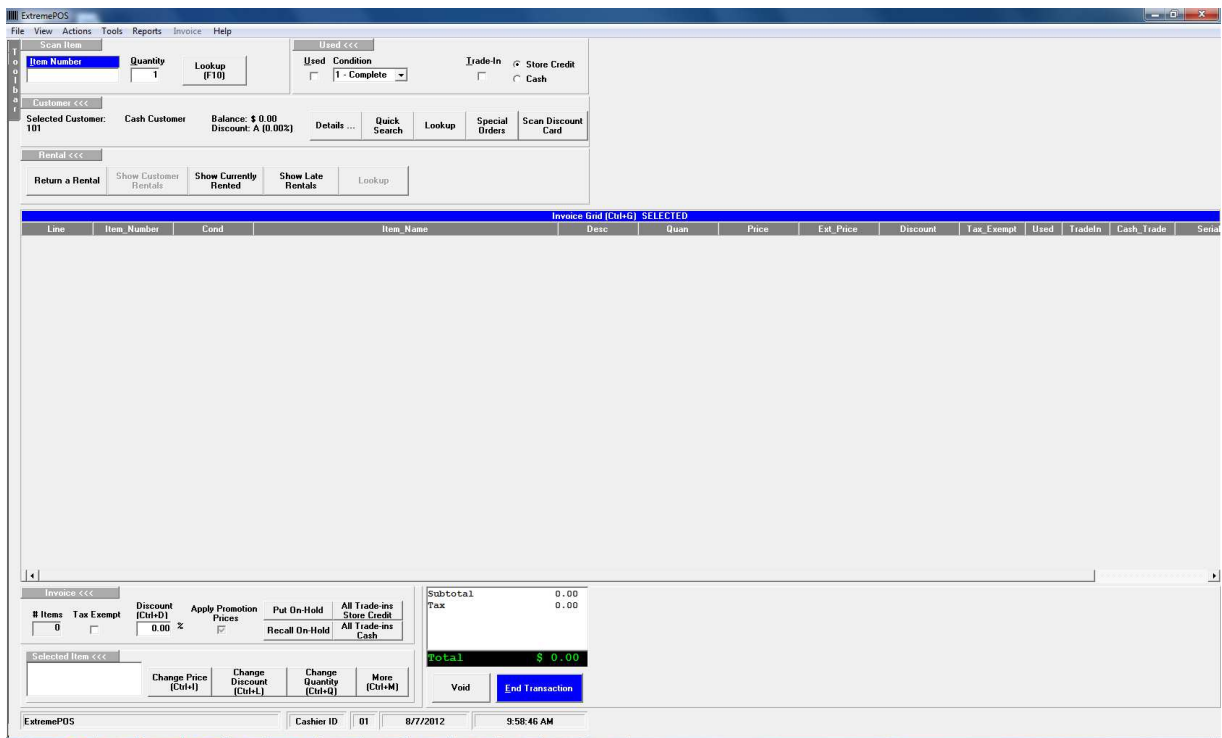 ExtremePOS
File View Actions Tools Reports Invoice Help
Toolbar
Scan Item
Item Number Quantity
1
Lookup
(F10)
Used <<<
Used Condition
1 - Complete
Trade-In
Store Credit
Cash
Customer <<<
Selected Customer:
101
Cash Customer
Balance: $ 0.00
Discount: A (0.00%)
Details ...
Quick
Search
Lookup
Special
Orders
Scan Discount
Card
Rental <<<
Return a Rental
Show Customer
Rentals
Show Currently
Rented
Show Late
Rentals
Lookup
Invoice Grid (Ctrl+G) SELECTED
Line Item_Number Cond Item_Name Desc Quan Price Ext_Price Discount Tax_Exempt Used TradeIn Cash_Trade Serial
Invoice <<<
# Items
0
Tax Exempt
Discount
(Ctrl+D)
0.00 %
Apply Promotion
Prices
Put On-Hold
All Trade-ins
Store Credit
Recall On-Hold
All Trade-ins
Cash
Selected Item <<<
Change Price
(Ctrl+I)
Change
Discount
(Ctrl+L)
Change
Quantity
(Ctrl+Q)
More
(Ctrl+M)
Subtotal 0.00
Tax 0.00
Total $ 0.00
Void
End Transaction
ExtremePOS Cashier ID 01 8/7/2012 9:58:46 AM